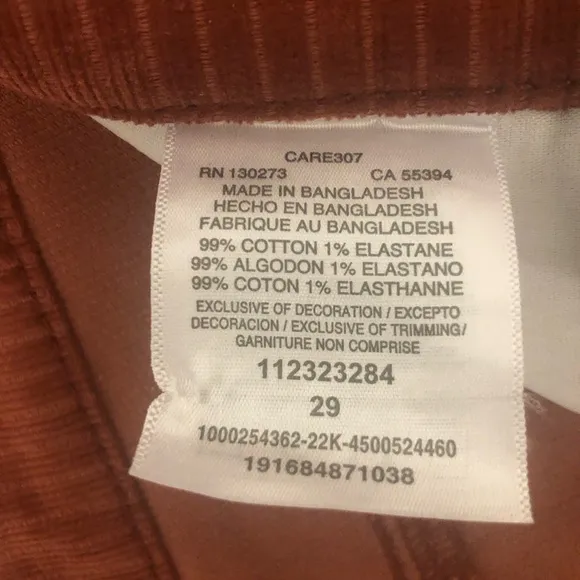 CARE307
RN 130273 CA 55394
MADE IN BANGLADESH
HECHO EN BANGLADESH
FABRIQUE AU BANGLADESH
99% COTTON 1% ELASTANE
99% ALGODON 1% ELASTANO
99% COTON 1% ELASTHANNE
EXCLUSIVE OF DECORATION / EXCEPTO
DECORACION / EXCLUSIVE OF TRIMMING/
GARNITURE NON COMPRISE
112323284
29
1000254362-22K-4500524460
191684871038